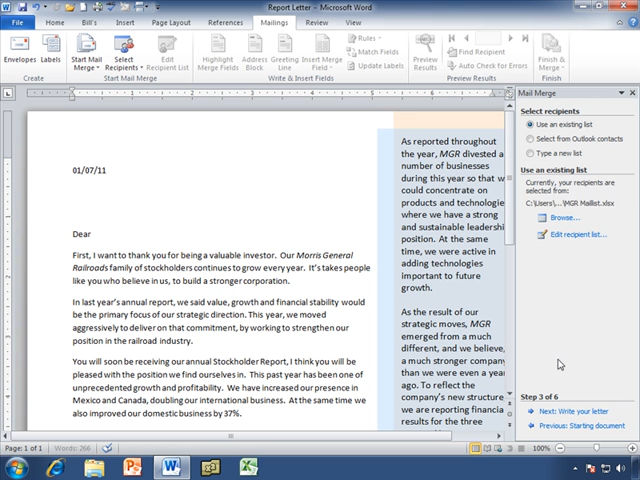 Report Letter - Microsoft Word
File
Home
Bill's
Insert
Page Layout
References
Mailings
Review
View
Envelopes
Labels
Create
Start Mail Merge
Select Recipients
Edit Recipient List
Start Mail Merge
Highlight Merge Fields
Address Block
Greeting Line
Insert Merge Field
Rules
Match Fields
Update Labels
Write & Insert Fields
Preview Results
Find Recipient
Auto Check for Errors
Preview Results
Finish & Merge
Finish
01/07/11
Dear
First, I want to thank you for being a valuable investor. Our Morris General
Railroads family of stockholders continues to grow every year. It's takes people
like you who believe in us, to build a stronger corporation.
In last year's annual report, we said value, growth and financial stability would
be the primary focus of our strategic direction. This year, we moved
aggressively to deliver on that commitment, by working to strengthen our
position in the railroad industry.
You will soon be receiving our annual Stockholder Report, I think you will be
pleased with the position we find ourselves in. This past year has been one of
unprecedented growth and profitability. We have increased our presence in
Mexico and Canada, doubling our international business. At the same time we
also improved our domestic business by 37%.
As reported throughout
the year, MGR divested a
number of businesses
during this year so that w
could concentrate on
products and technologie
where we have a strong
and sustainable leadershi
position. At the same
time, we were active in
adding technologies
important to future
growth.
As the result of our
strategic moves, MGR
emerged from a much
different, and we believe,
a much stronger company
than we were even a year
ago. To reflect the
company's new structure
we are reporting financia
results for the three
Mail Merge
Select recipients
Use an existing list
Select from Outlook contacts
Type a new list
Use an existing list
Currently, your recipients are
selected from:
C:\Users\...\MGR Maillist.xlsx
Browse...
Edit recipient list...
Step 3 of 6
Next: Write your letter
Previous: Starting document
Page: 1 of 1
Words: 266
100%